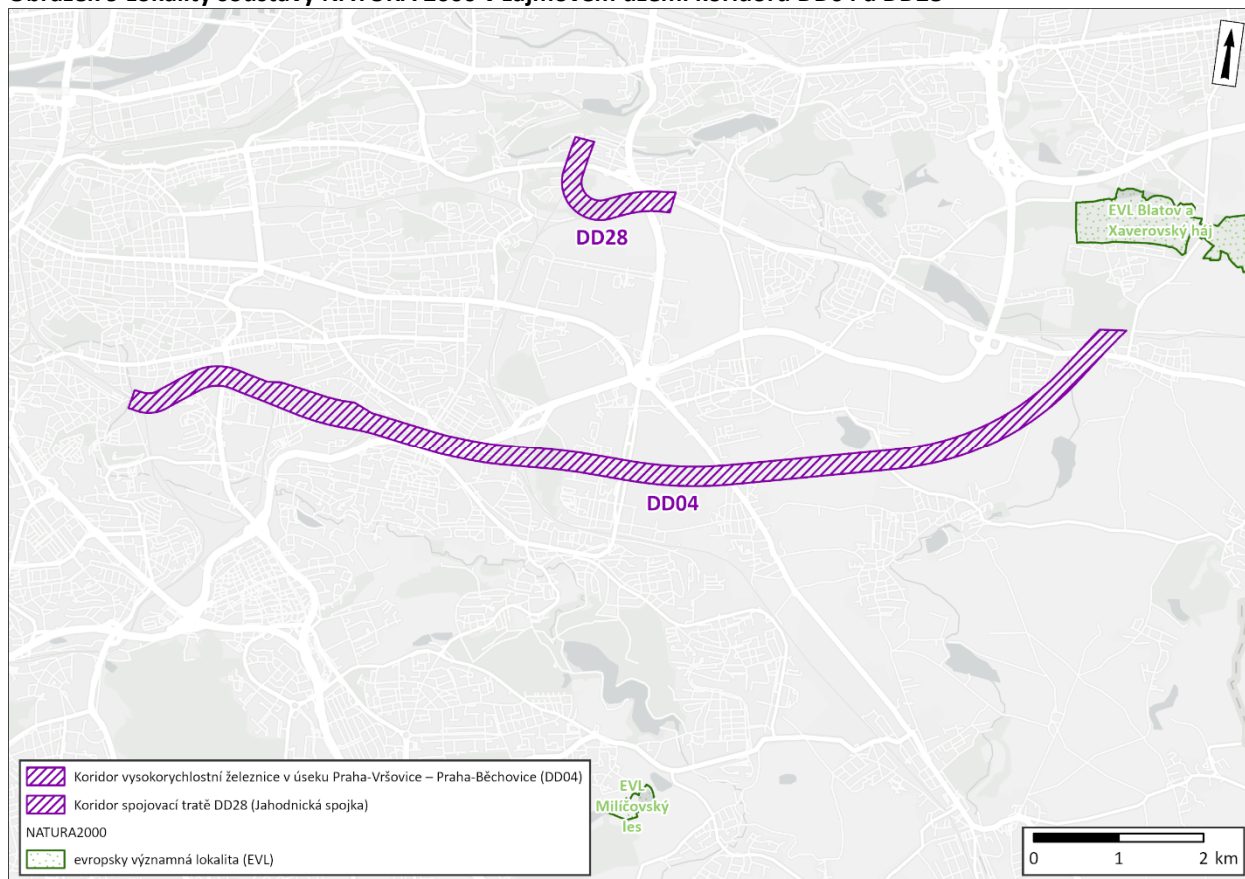 EVL Blatov a
Xaverovský háj
DD28
DD04
EVL
Milíčovský
les
Koridor vysokorychlostní železnice v úseku Praha-Vršovice – Praha-Běchovice (DD04)
Koridor spojovací tratě DD28 (Jahodnická spojka)
NATURA2000
evropsky významná lokalita (EVL)
0 1 2 km